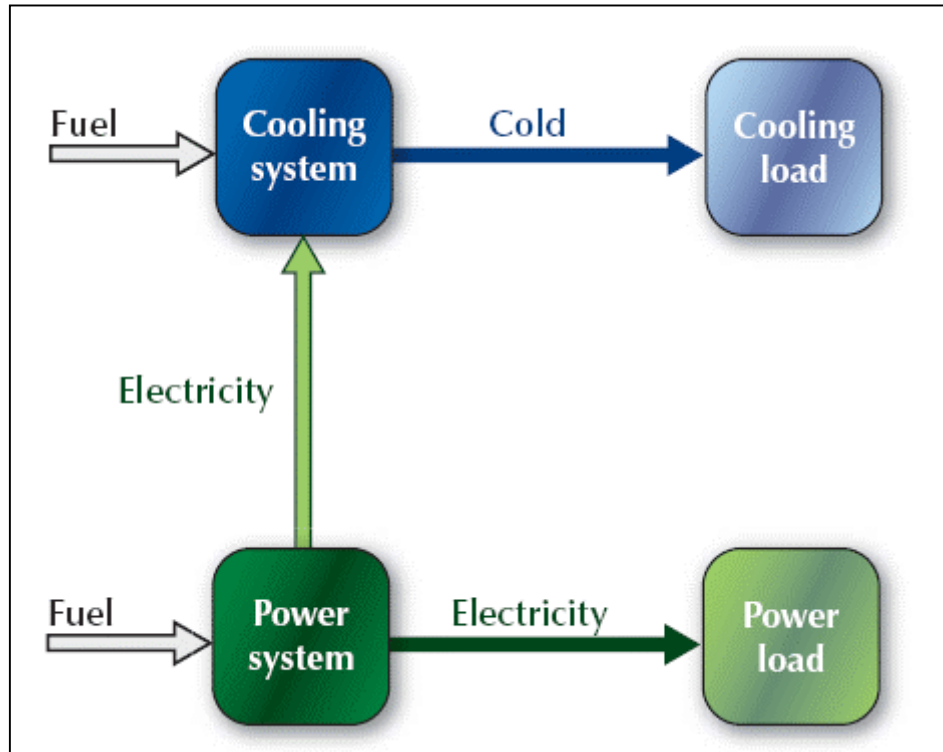 Fuel
Cooling
system
Cold
Cooling
load
Electricity
Fuel
Power
system
Electricity
Power
load